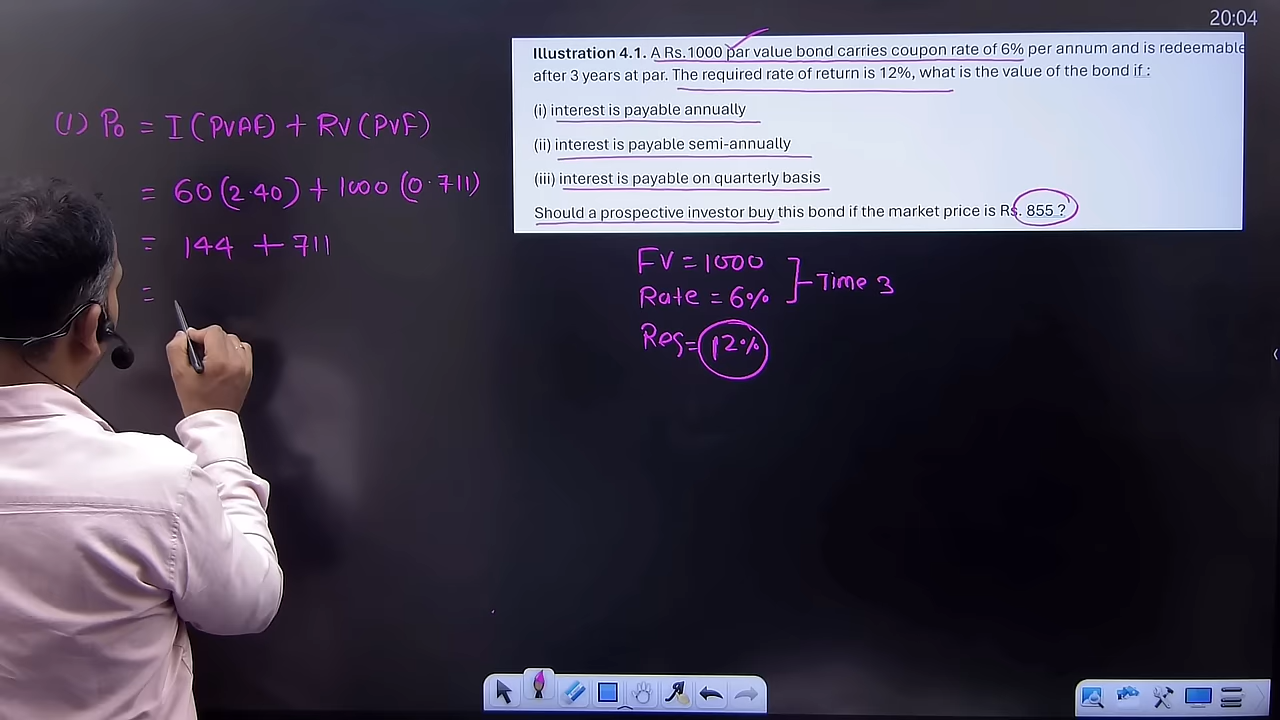 20:04
Illustration 4.1. A Rs.1000 par value bond carries coupon rate of 6% per annum and is redeemable
after 3 years at par. The required rate of return is 12%, what is the value of the bond if :
(i) interest is payable annually
(ii) interest is payable semi-annually
(iii) interest is payable on quarterly basis
Should a prospective investor buy this bond if the market price is Rs. 855 ?
(1) P0 = I (PVAF) + RV (PVF)
= 60 (2.40) + 1000 (0.711)
= 144 + 711
=
FV = 1000
Rate = 6%
Time 3
Req = 12%